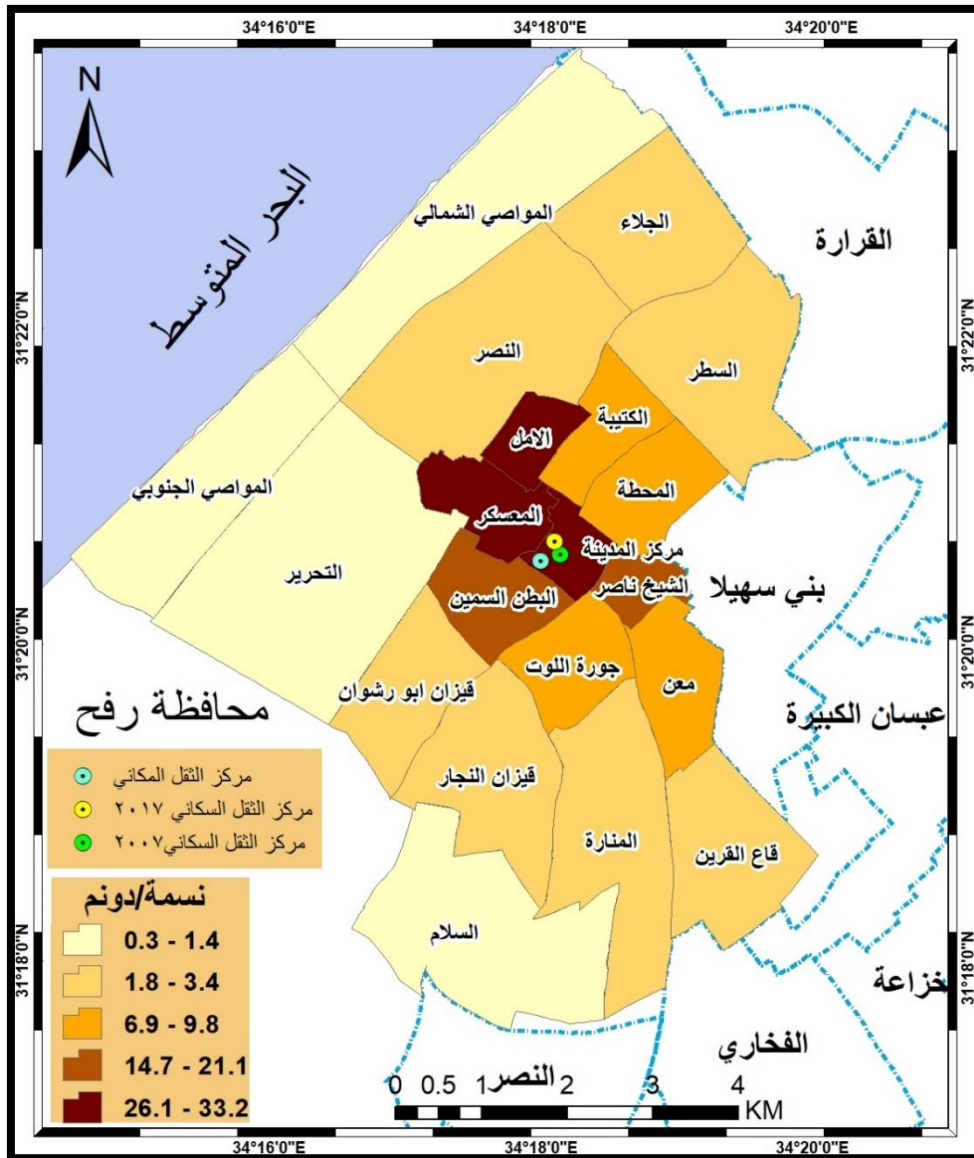 34°16'0"E
34°18'0"E
34°20'0"E
N
البحر المتوسط
المواصي الشمالي
الجلاء
القرارة
31°22'0"N
31°22'0"N
النصر
السطر
الكتيبة
الامل
المحطة
المواصي الجنوبي
المعسكر
مركز المدينة
التحرير
الشيخ ناصر
بني سهيلا
البطن السمين
31°20'0"N
31°20'0"N
جورة اللوت
معن
قيزان ابو رشوان
عبسان الكبيرة
محافظة رفح
مركز الثقل المكاني
مركز الثقل السكاني ٢٠١٧
مركز الثقل السكاني٢٠٠٧
قيزان النجار
المنارة
قاع القرين
نسمة/دونم
0.3 - 1.4
1.8 - 3.4
6.9 - 9.8
14.7 - 21.1
26.1 - 33.2
السلام
31°18'0"N
31°18'0"N
خزاعة
الفخاري
النصر
0 0.5 1 2 3 4
KM
34°16'0"E
34°18'0"E
34°20'0"E